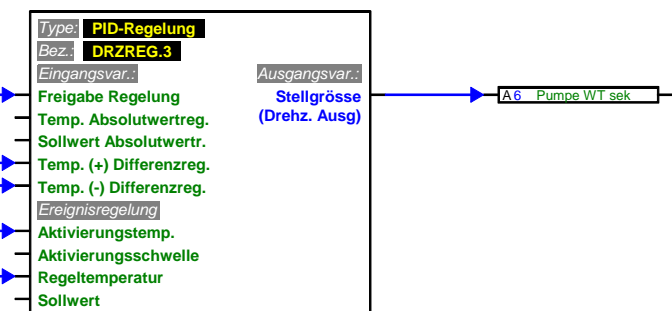 Type: PID-Regelung
Bez.: DRZREG.3
Eingangsvar.: Ausgangsvar.:
Freigabe Regelung Stellgrösse
Temp. Absolutwertreg. (Drehz. Ausg)
Sollwert Absolutwertr.
Temp. (+) Differenzreg.
Temp. (-) Differenzreg.
Ereignisregelung
Aktivierungstemp.
Aktivierungsschwelle
Regeltemperatur
Sollwert
A6 Pumpe WT sek